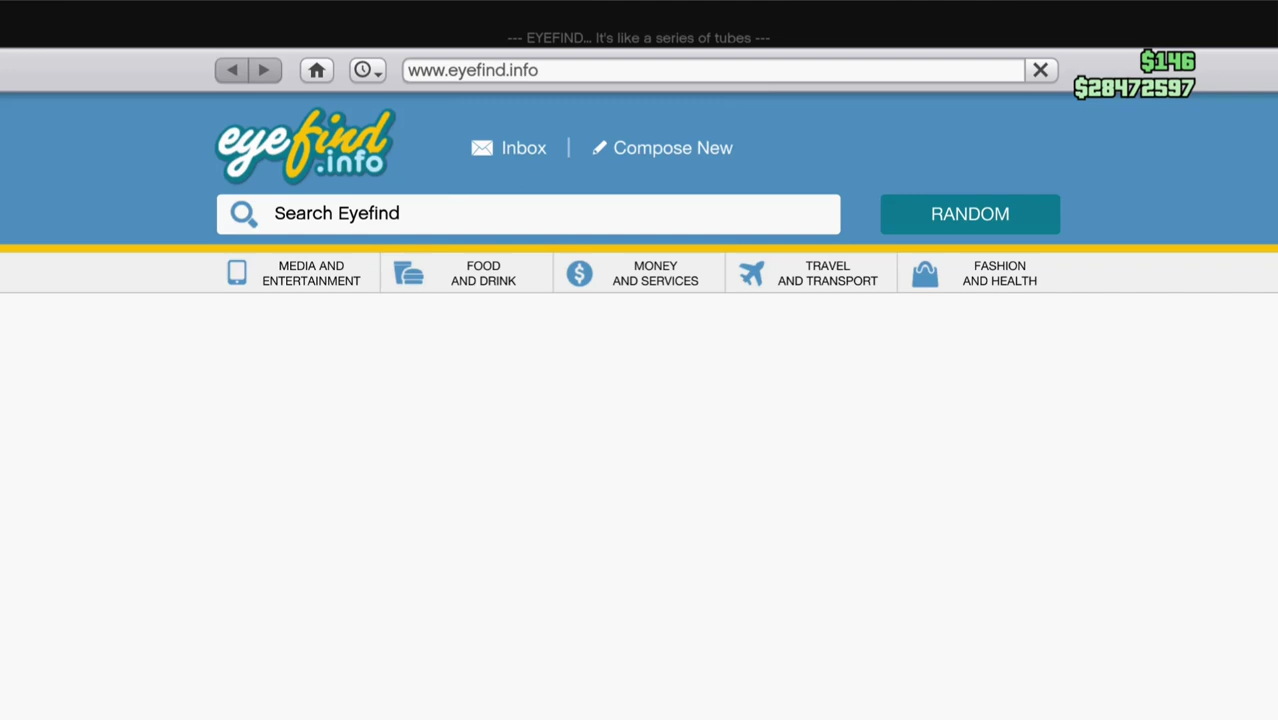 --- EYEFIND... It's like a series of tubes ---
www.eyefind.info
$146
$28472597
eyefind
.info
Inbox
Compose New
Search Eyefind
RANDOM
MEDIA AND
ENTERTAINMENT
FOOD
AND DRINK
MONEY
AND SERVICES
TRAVEL
AND TRANSPORT
FASHION
AND HEALTH